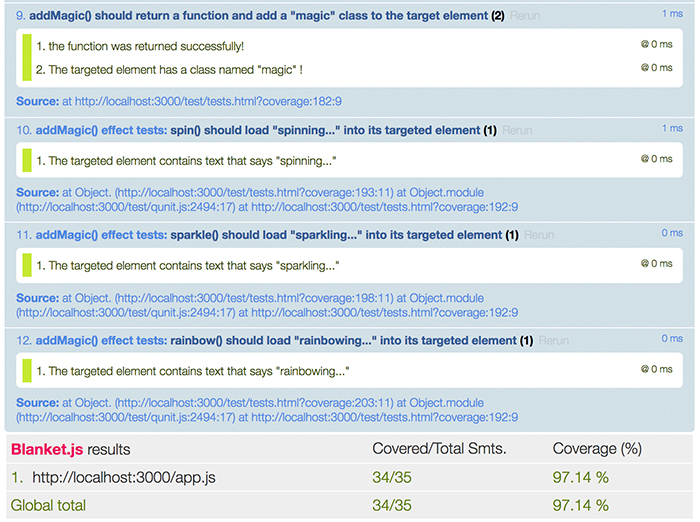 9. addMagic() should return a function and add a "magic" class to the target element (2) Rerun 1 ms
1. the function was returned successfully! @ 0 ms
2. The targeted element has a class named "magic" ! @ 0 ms
Source: at http://localhost:3000/test/tests.html?coverage:182:9
10. addMagic() effect tests: spin() should load "spinning..." into its targeted element (1) Rerun 1 ms
1. The targeted element contains text that says "spinning..." @ 0 ms
Source: at Object. (http://localhost:3000/test/tests.html?coverage:193:11) at Object.module
(http://localhost:3000/test/qunit.js:2494:17) at http://localhost:3000/test/tests.html?coverage:192:9
11. addMagic() effect tests: sparkle() should load "sparkling..." into its targeted element (1) Rerun 0 ms
1. The targeted element contains text that says "sparkling..." @ 0 ms
Source: at Object. (http://localhost:3000/test/tests.html?coverage:198:11) at Object.module
(http://localhost:3000/test/qunit.js:2494:17) at http://localhost:3000/test/tests.html?coverage:192:9
12. addMagic() effect tests: rainbow() should load "rainbowing..." into its targeted element (1) Rerun 0 ms
1. The targeted element contains text that says "rainbowing..." @ 0 ms
Source: at Object. (http://localhost:3000/test/tests.html?coverage:203:11) at Object.module
(http://localhost:3000/test/qunit.js:2494:17) at http://localhost:3000/test/tests.html?coverage:192:9
Blanket.js results Covered/Total Smts. Coverage (%)
1. http://localhost:3000/app.js 34/35 97.14 %
Global total 34/35 97.14 %